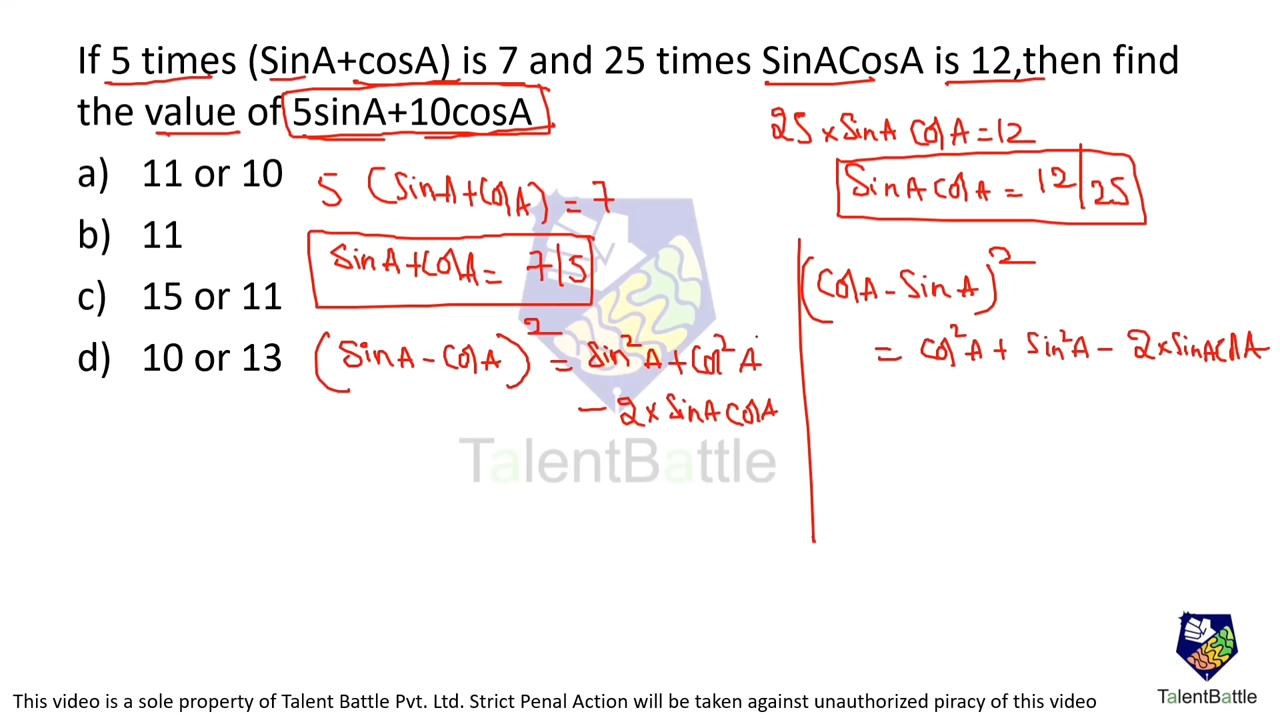 If 5 times (SinA+cosA) is 7 and 25 times SinACosA is 12,then find
the value of 5sinA+10cosA
25 x SinA CosA = 12
a) 11 or 10
5 (SinA+CosA) = 7
SinA CosA = 12/25
b) 11
SinA+CosA = 7/5
(CosA - SinA)²
c) 15 or 11
d) 10 or 13
(SinA - CosA)² = Sin²A + Cos²A
- 2 x SinA CosA
= Cos²A + Sin²A - 2 x SinA CosA
TalentBattle
TalentBattle
This video is a sole property of Talent Battle Pvt. Ltd. Strict Penal Action will be taken against unauthorized piracy of this video